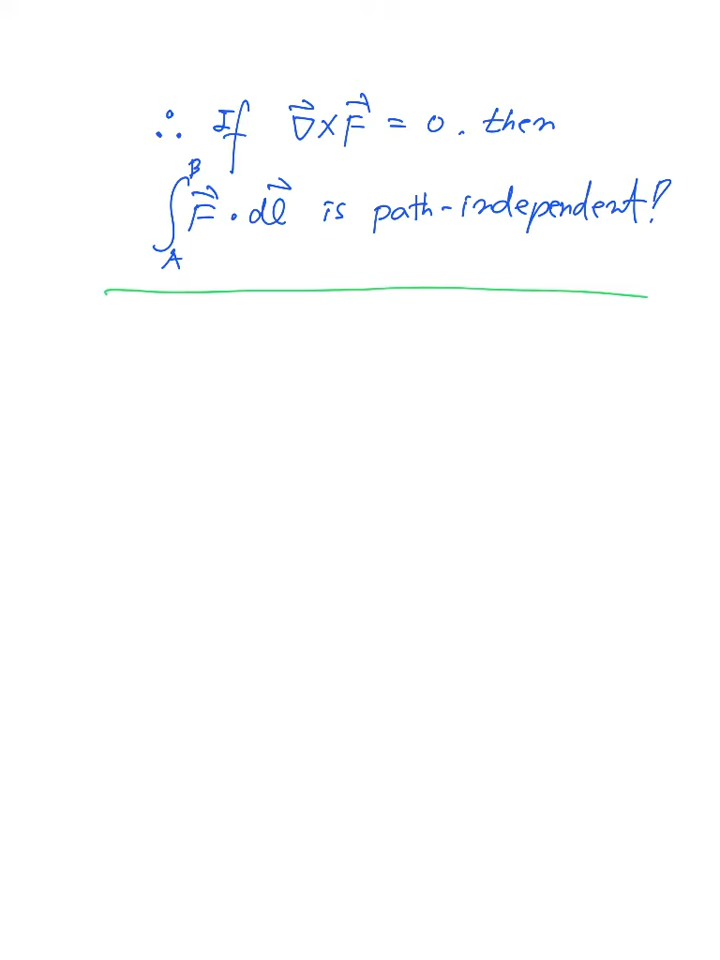 ∴ If ∇⃗×F⃗ = 0. then
∫_A^B F⃗ · dl⃗ is path-independent!